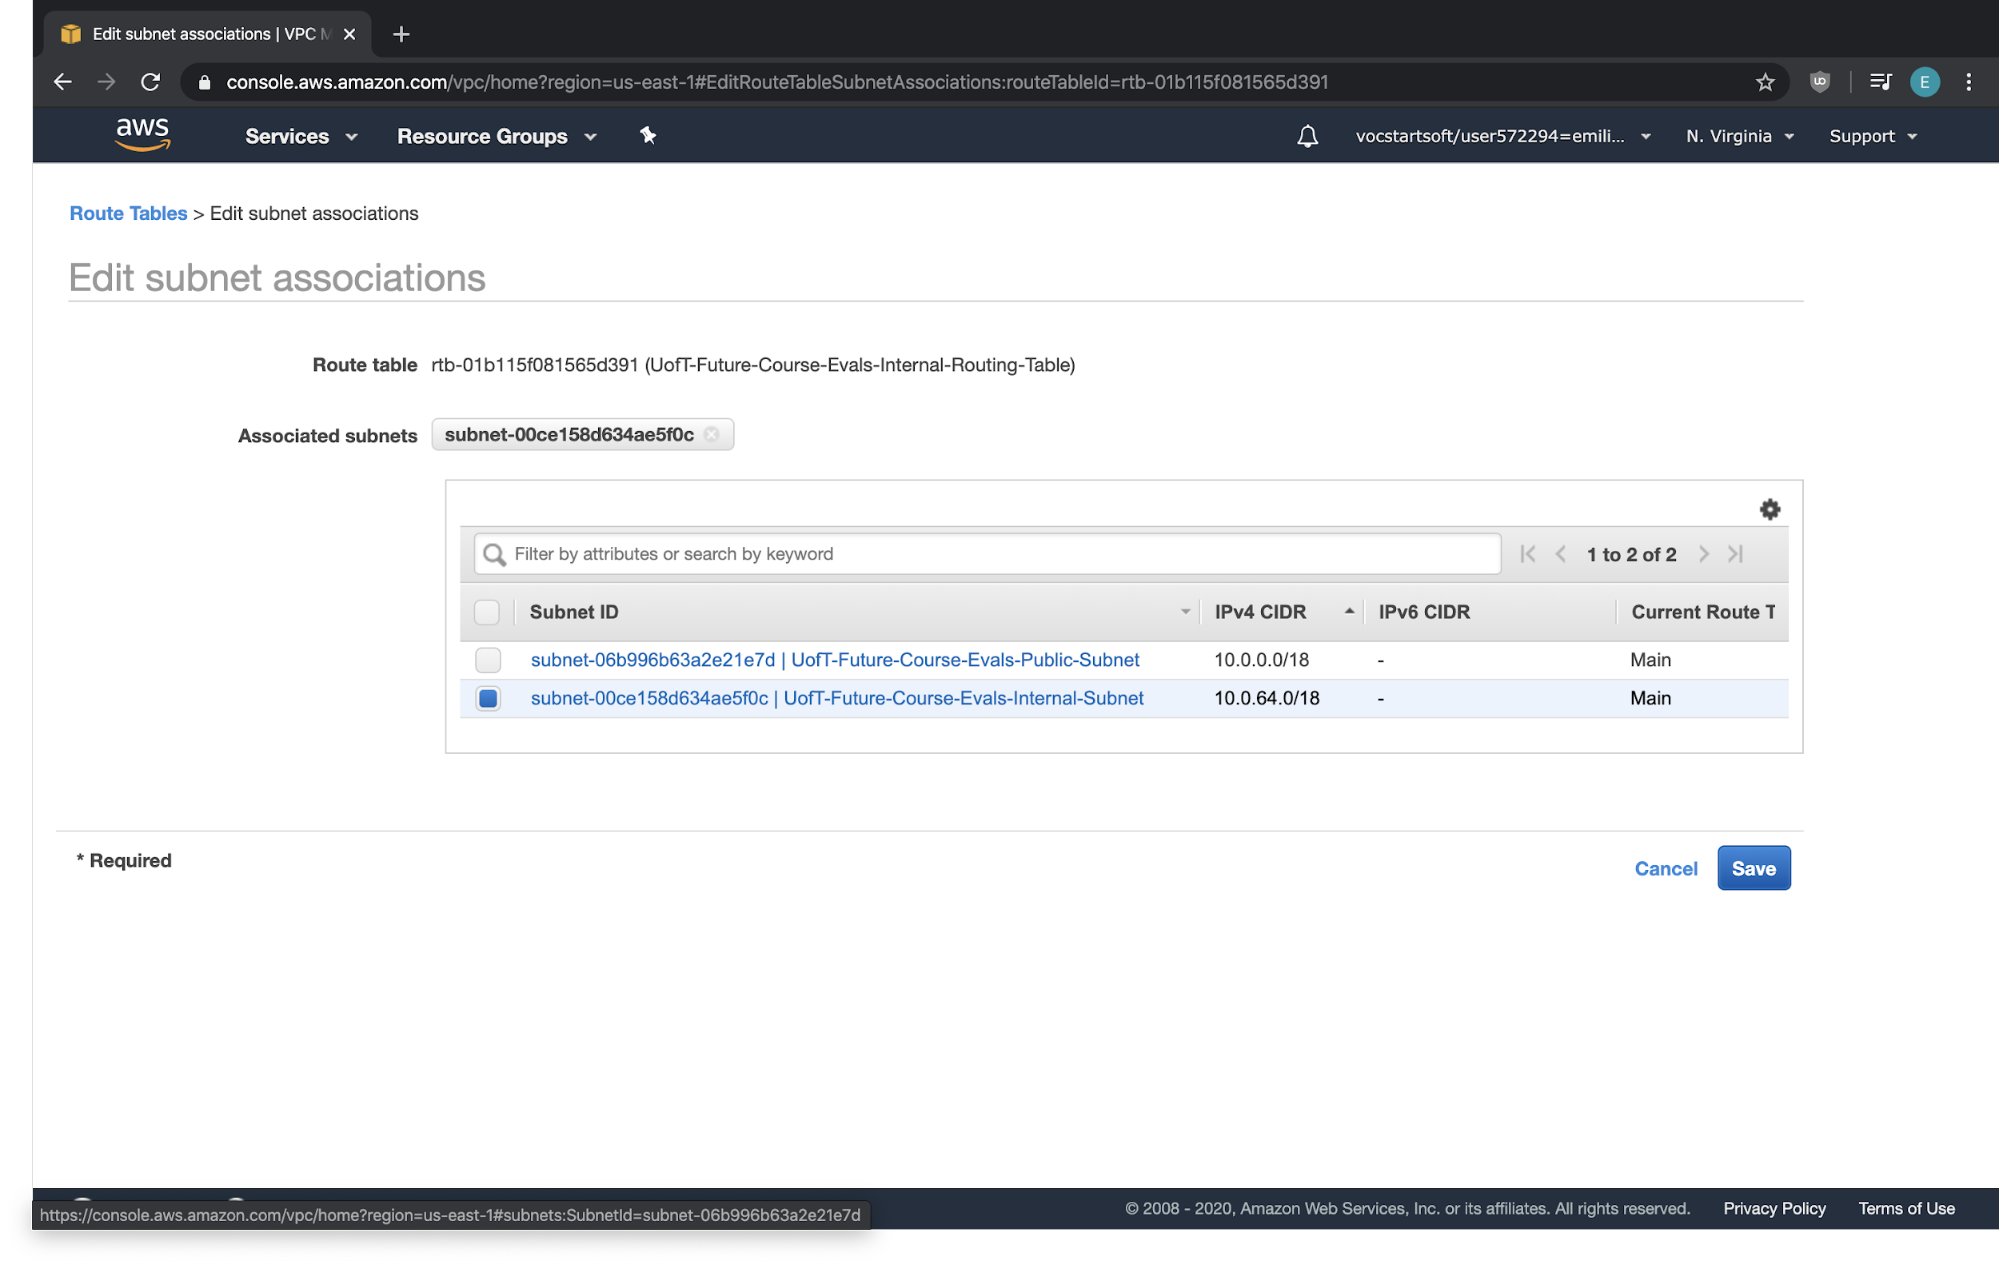 Edit subnet associations | VPC M
console.aws.amazon.com/vpc/home?region=us-east-1#EditRouteTableSubnetAssociations:routeTableId=rtb-01b115f081565d391
E
aws Services Resource Groups vocstartsoft/user572294=emili... N. Virginia Support
Route Tables > Edit subnet associations
Edit subnet associations
Route table rtb-01b115f081565d391 (UofT-Future-Course-Evals-Internal-Routing-Table)
Associated subnets subnet-00ce158d634ae5f0c
Filter by attributes or search by keyword 1 to 2 of 2
Subnet ID IPv4 CIDR IPv6 CIDR Current Route T
subnet-06b996b63a2e21e7d | UofT-Future-Course-Evals-Public-Subnet 10.0.0.0/18 - Main
subnet-00ce158d634ae5f0c | UofT-Future-Course-Evals-Internal-Subnet 10.0.64.0/18 - Main
* Required
Cancel Save
https://console.aws.amazon.com/vpc/home?region=us-east-1#subnets:SubnetId=subnet-06b996b63a2e21e7d
© 2008 - 2020, Amazon Web Services, Inc. or its affiliates. All rights reserved. Privacy Policy Terms of Use